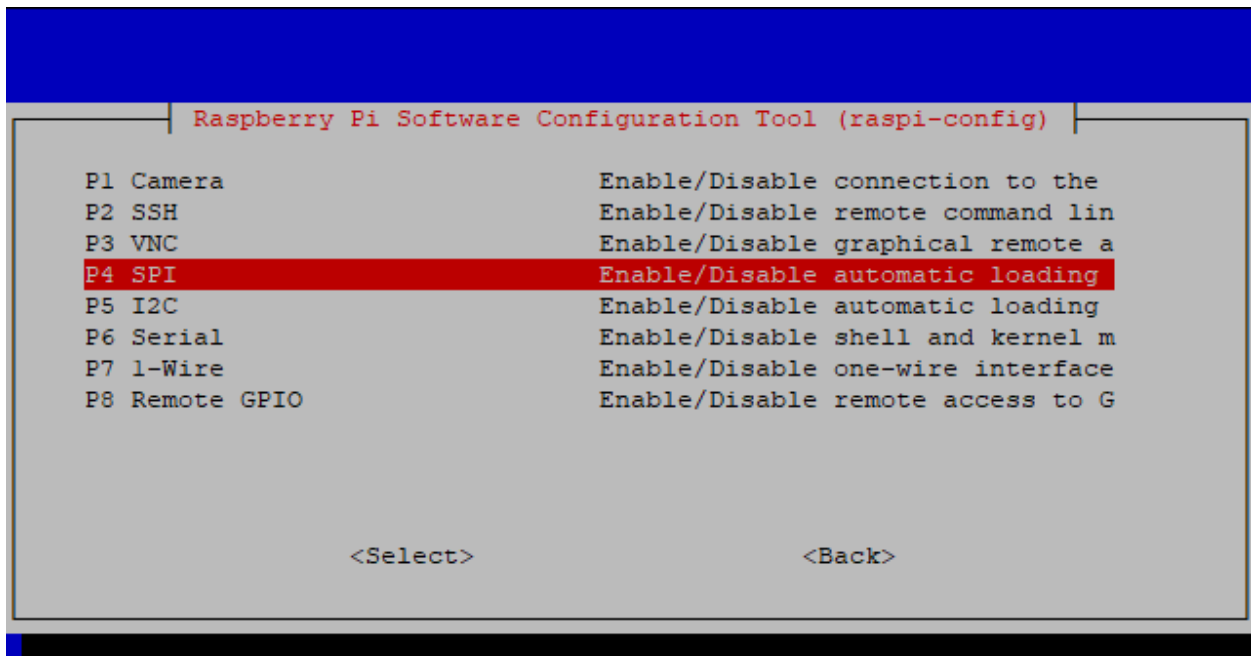 Raspberry Pi Software Configuration Tool (raspi-config)
P1 Camera Enable/Disable connection to the
P2 SSH Enable/Disable remote command lin
P3 VNC Enable/Disable graphical remote a
P4 SPI Enable/Disable automatic loading
P5 I2C Enable/Disable automatic loading
P6 Serial Enable/Disable shell and kernel m
P7 1-Wire Enable/Disable one-wire interface
P8 Remote GPIO Enable/Disable remote access to G
<Select> <Back>